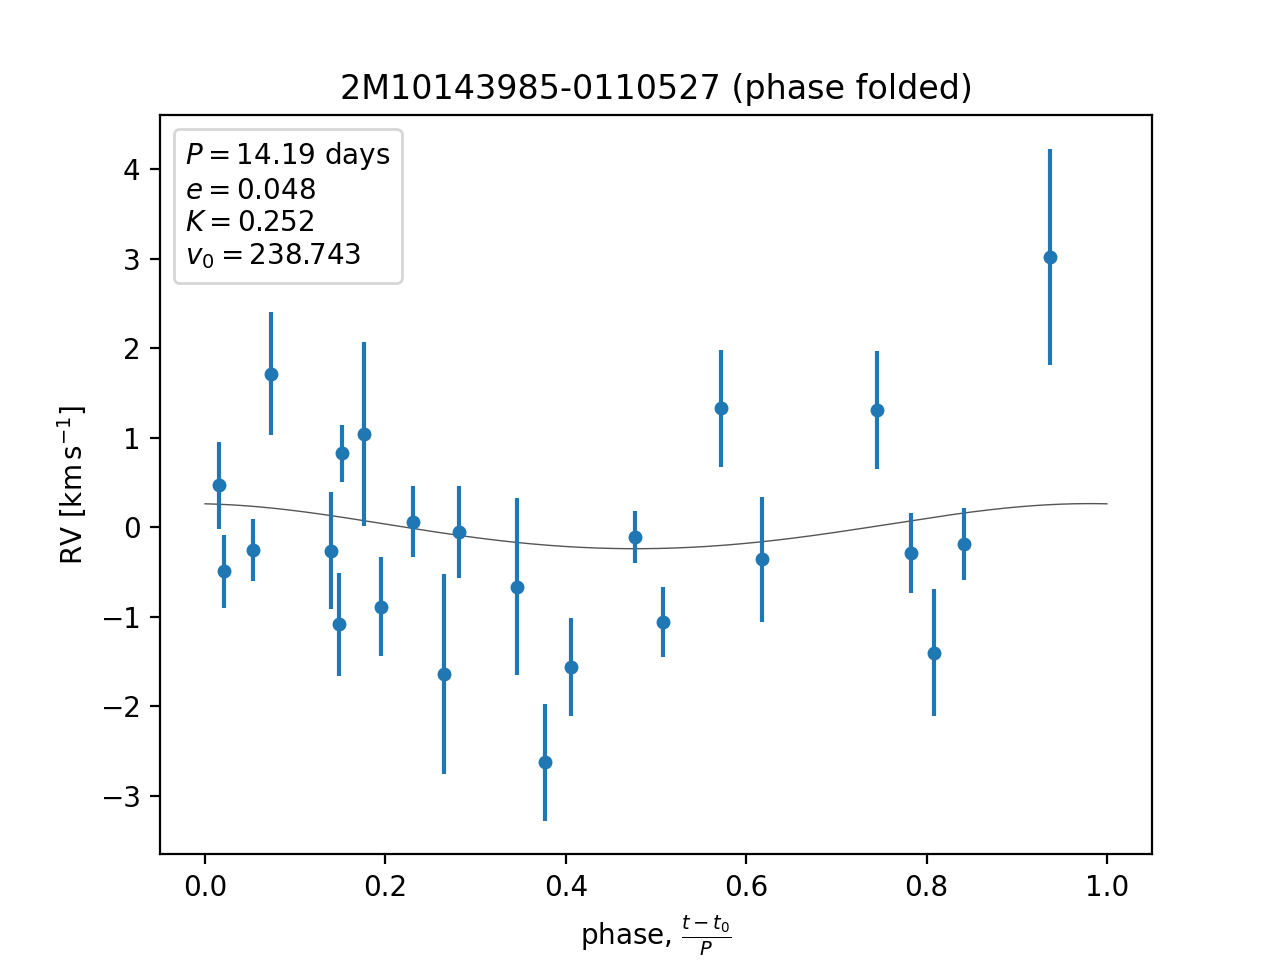 2M10143985-0110527 (phase folded)
P = 14.19 days
e = 0.048
K = 0.252
v₀ = 238.743
4
3
2
1
0
−1
−2
−3
RV [km s⁻¹]
0.0 0.2 0.4 0.6 0.8 1.0
phase, (t − t₀)/P